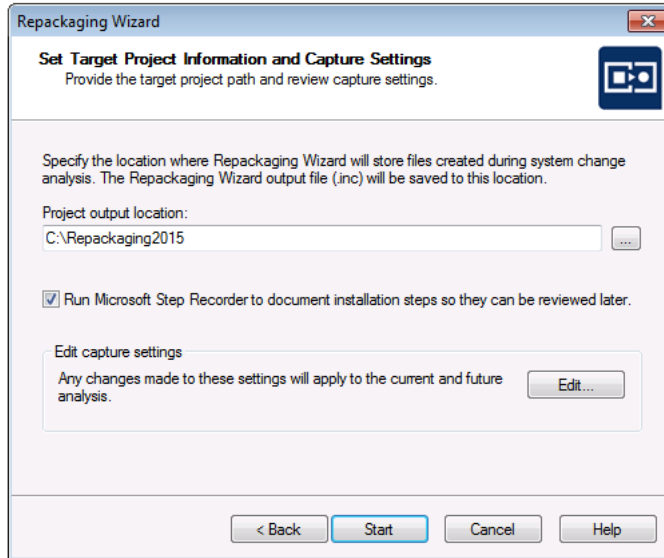 Repackaging Wizard
Set Target Project Information and Capture Settings
Provide the target project path and review capture settings.
Specify the location where Repackaging Wizard will store files created during system change
analysis. The Repackaging Wizard output file (.inc) will be saved to this location.
Project output location:
C:\Repackaging2015
...
Run Microsoft Step Recorder to document installation steps so they can be reviewed later.
Edit capture settings
Any changes made to these settings will apply to the current and future
analysis.
Edit...
< Back
Start
Cancel
Help